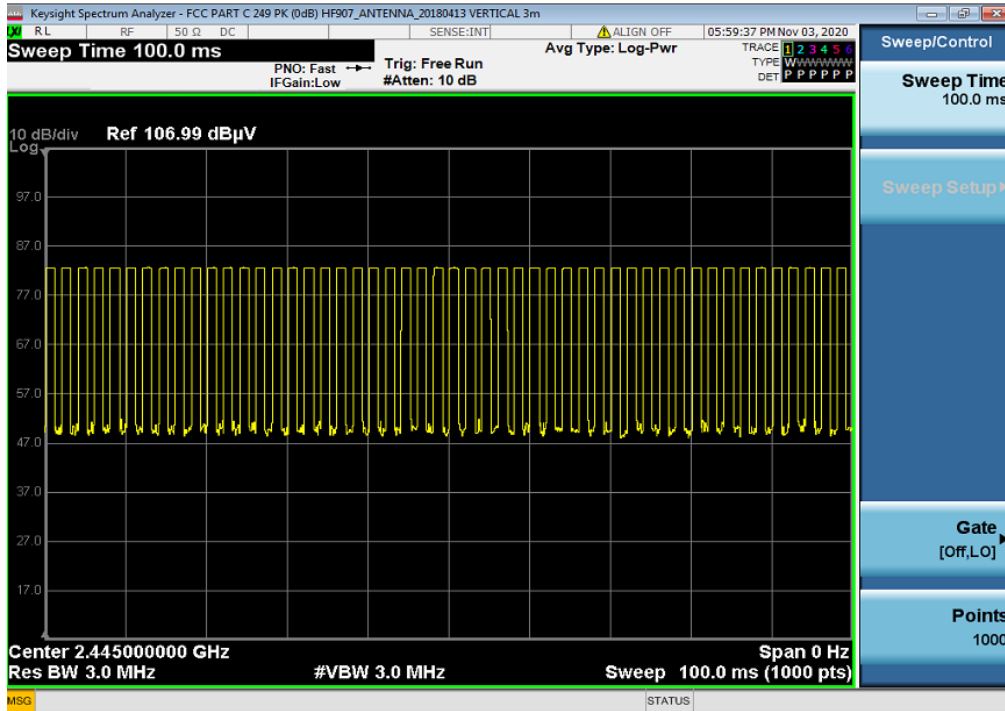 Keysight Spectrum Analyzer - FCC PART C 249 PK (0dB) HF907_ANTENNA_20180413 VERTICAL 3m
RL RF 50 Ω DC SENSE:INT ALIGN OFF 05:59:37 PM Nov 03, 2020
Sweep Time 100.0 ms
PNO: Fast
IFGain:Low
Trig: Free Run
#Atten: 10 dB
Avg Type: Log-Pwr
TRACE 1 2 3 4 5 6
TYPE WWWWWW
DET P P P P P P
10 dB/div Ref 106.99 dBµV
Log
97.0
87.0
77.0
67.0
57.0
47.0
37.0
27.0
17.0
Center 2.445000000 GHz Span 0 Hz
Res BW 3.0 MHz #VBW 3.0 MHz Sweep 100.0 ms (1000 pts)
MSG STATUS
Sweep/Control
Sweep Time
100.0 ms
Sweep Setup
Gate
[Off,LO]
Points
1000